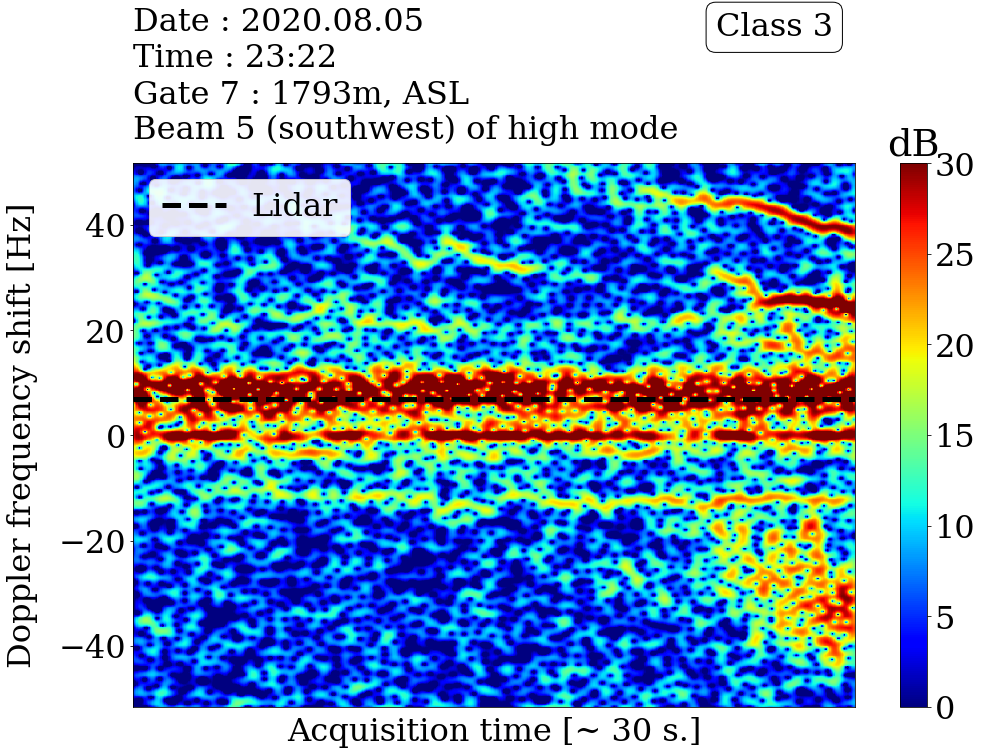 Date : 2020.08.05
Time : 23:22
Gate 7 : 1793m, ASL
Beam 5 (southwest) of high mode
Class 3
dB
Lidar
Doppler frequency shift [Hz]
40
20
0
−20
−40
30
25
20
15
10
5
0
Acquisition time [~ 30 s.]